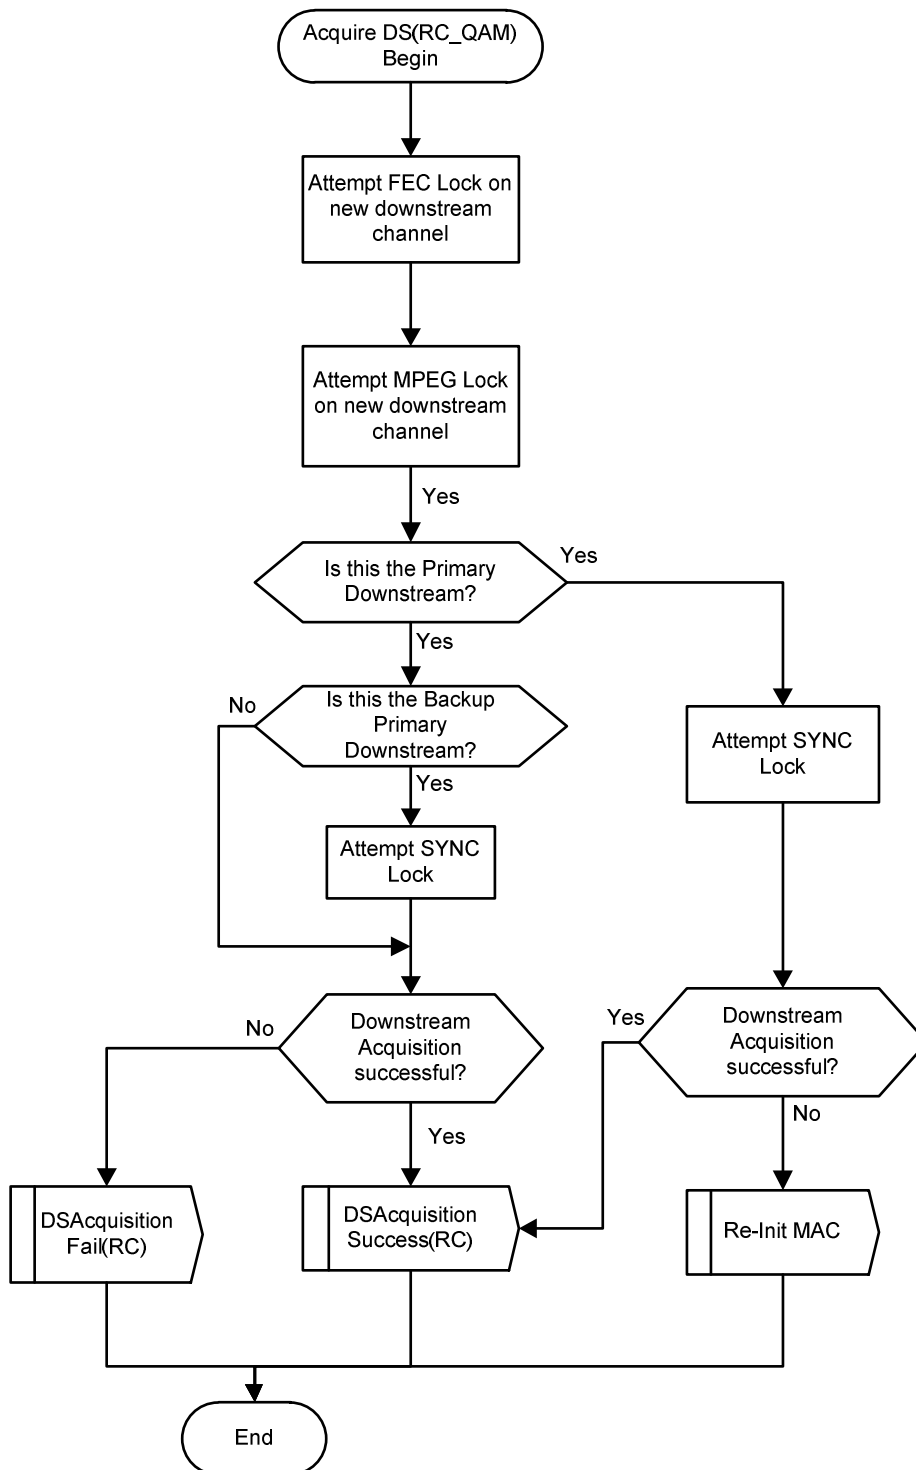 Acquire DS(RC_QAM)
Begin
Attempt FEC Lock on
new downstream
channel
Attempt MPEG Lock
on new downstream
channel
Yes
Is this the Primary
Downstream?
Yes
Yes
Is this the Backup
Primary
Downstream?
No
Yes
Attempt SYNC
Lock
Attempt SYNC
Lock
Downstream
Acquisition
successful?
No
Yes
Downstream
Acquisition
successful?
Yes
No
DSAcquisition
Fail(RC)
DSAcquisition
Success(RC)
Re-Init MAC
End